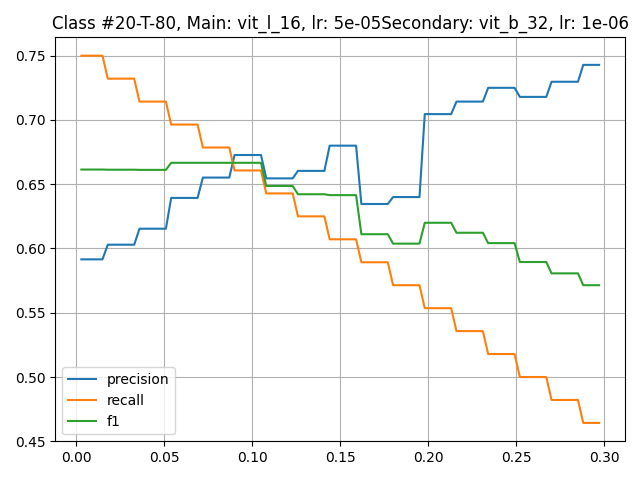 Class #20-T-80, Main: vit_l_16, lr: 5e-05Secondary: vit_b_32, lr: 1e-06
0.75
0.70
0.65
0.60
0.55
0.50
0.45
precision
recall
f1
0.00 0.05 0.10 0.15 0.20 0.25 0.30